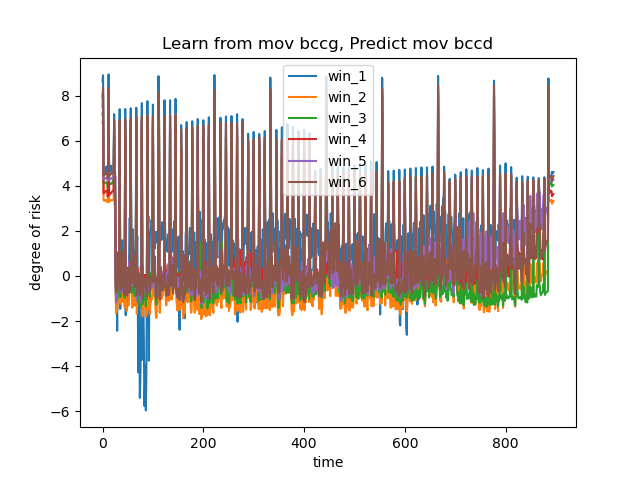 Learn from mov bccg, Predict mov bccd
degree of risk
8
6
4
2
0
−2
−4
−6
win_1
win_2
win_3
win_4
win_5
win_6
0
200
400
600
800
time